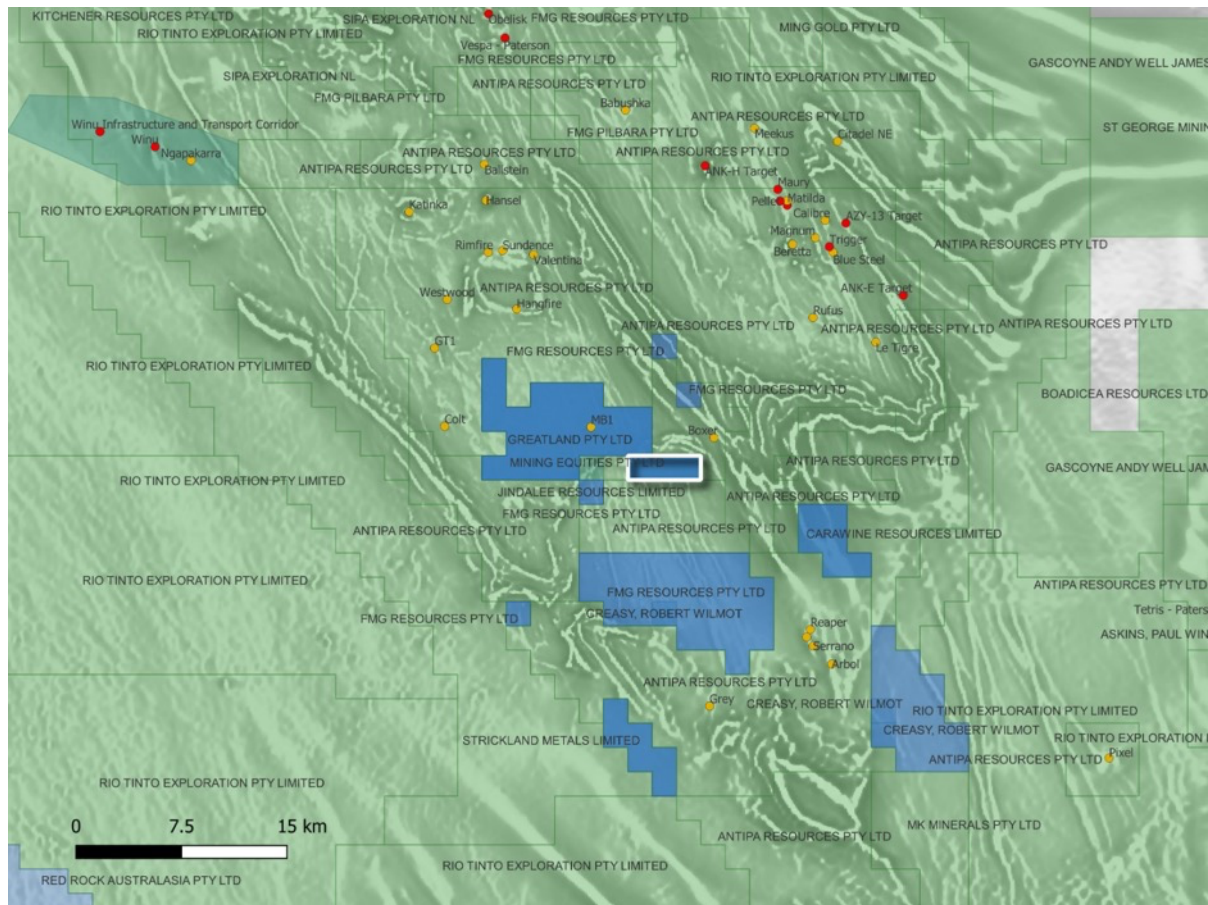 KITCHENER RESOURCES PTY LTD
SIPA EXPLORATION NL
Obelisk
FMG RESOURCES PTY LTD
MING GOLD PTY LTD
RIO TINTO EXPLORATION PTY LIMITED
Vespa - Paterson
FMG RESOURCES PTY LTD
GASCOYNE ANDY WELL JAMES
SIPA EXPLORATION NL
ANTIPA RESOURCES PTY LTD
RIO TINTO EXPLORATION PTY LIMITED
FMG PILBARA PTY LTD
Babushka
ANTIPA RESOURCES PTY LTD
Winu Infrastructure and Transport Corridor
FMG PILBARA PTY LTD
Meekus
Citadel NE
ST GEORGE MININ
Winu
Ngapakarra
ANTIPA RESOURCES PTY LTD
ANTIPA RESOURCES PTY LTD
ANTIPA RESOURCES PTY LTD
Ballstein
ANK-H Target
Maury
Hansel
Matilda
RIO TINTO EXPLORATION PTY LIMITED
Katinka
Calibre
AZY-13 Target
Magnum
Rimfire
Sundance
Trigger
ANTIPA RESOURCES PTY LTD
Valentina
Beretta
Blue Steel
Westwood
ANTIPA RESOURCES PTY LTD
ANK-E Target
Hangfire
Rufus
ANTIPA RESOURCES PTY LTD
ANTIPA RESOURCES PTY LTD
ANTIPA RESOURCES PTY LTD
GT1
FMG RESOURCES PTY LTD
Le Tigre
RIO TINTO EXPLORATION PTY LIMITED
FMG RESOURCES PTY LTD
BOADICEA RESOURCES LTD
Colt
MB1
Boxer
GREATLAND PTY LTD
MINING EQUITIES PTY LTD
ANTIPA RESOURCES PTY LTD
GASCOYNE ANDY WELL JAM
RIO TINTO EXPLORATION PTY LIMITED
JINDALEE RESOURCES LIMITED
ANTIPA RESOURCES PTY LTD
FMG RESOURCES PTY LTD
ANTIPA RESOURCES PTY LTD
ANTIPA RESOURCES PTY LTD
CARAWINE RESOURCES LIMITED
RIO TINTO EXPLORATION PTY LIMITED
FMG RESOURCES PTY LTD
ANTIPA RESOURCES PTY LTD
FMG RESOURCES PTY LTD
CREASY, ROBERT WILMOT
Tetris - Paters
Reaper
ASKINS, PAUL WIN
Serrano
Arbol
ANTIPA RESOURCES PTY LTD
Grey
CREASY, ROBERT WILMOT
RIO TINTO EXPLORATION PTY LIMITED
CREASY, ROBERT WILMOT
STRICKLAND METALS LIMITED
RIO TINTO EXPLORATION
ANTIPA RESOURCES PTY LTD
Pixel
RIO TINTO EXPLORATION PTY LIMITED
0 7.5 15 km
MK MINERALS PTY LTD
ANTIPA RESOURCES PTY LTD
RIO TINTO EXPLORATION PTY LIMITED
RED ROCK AUSTRALASIA PTY LTD